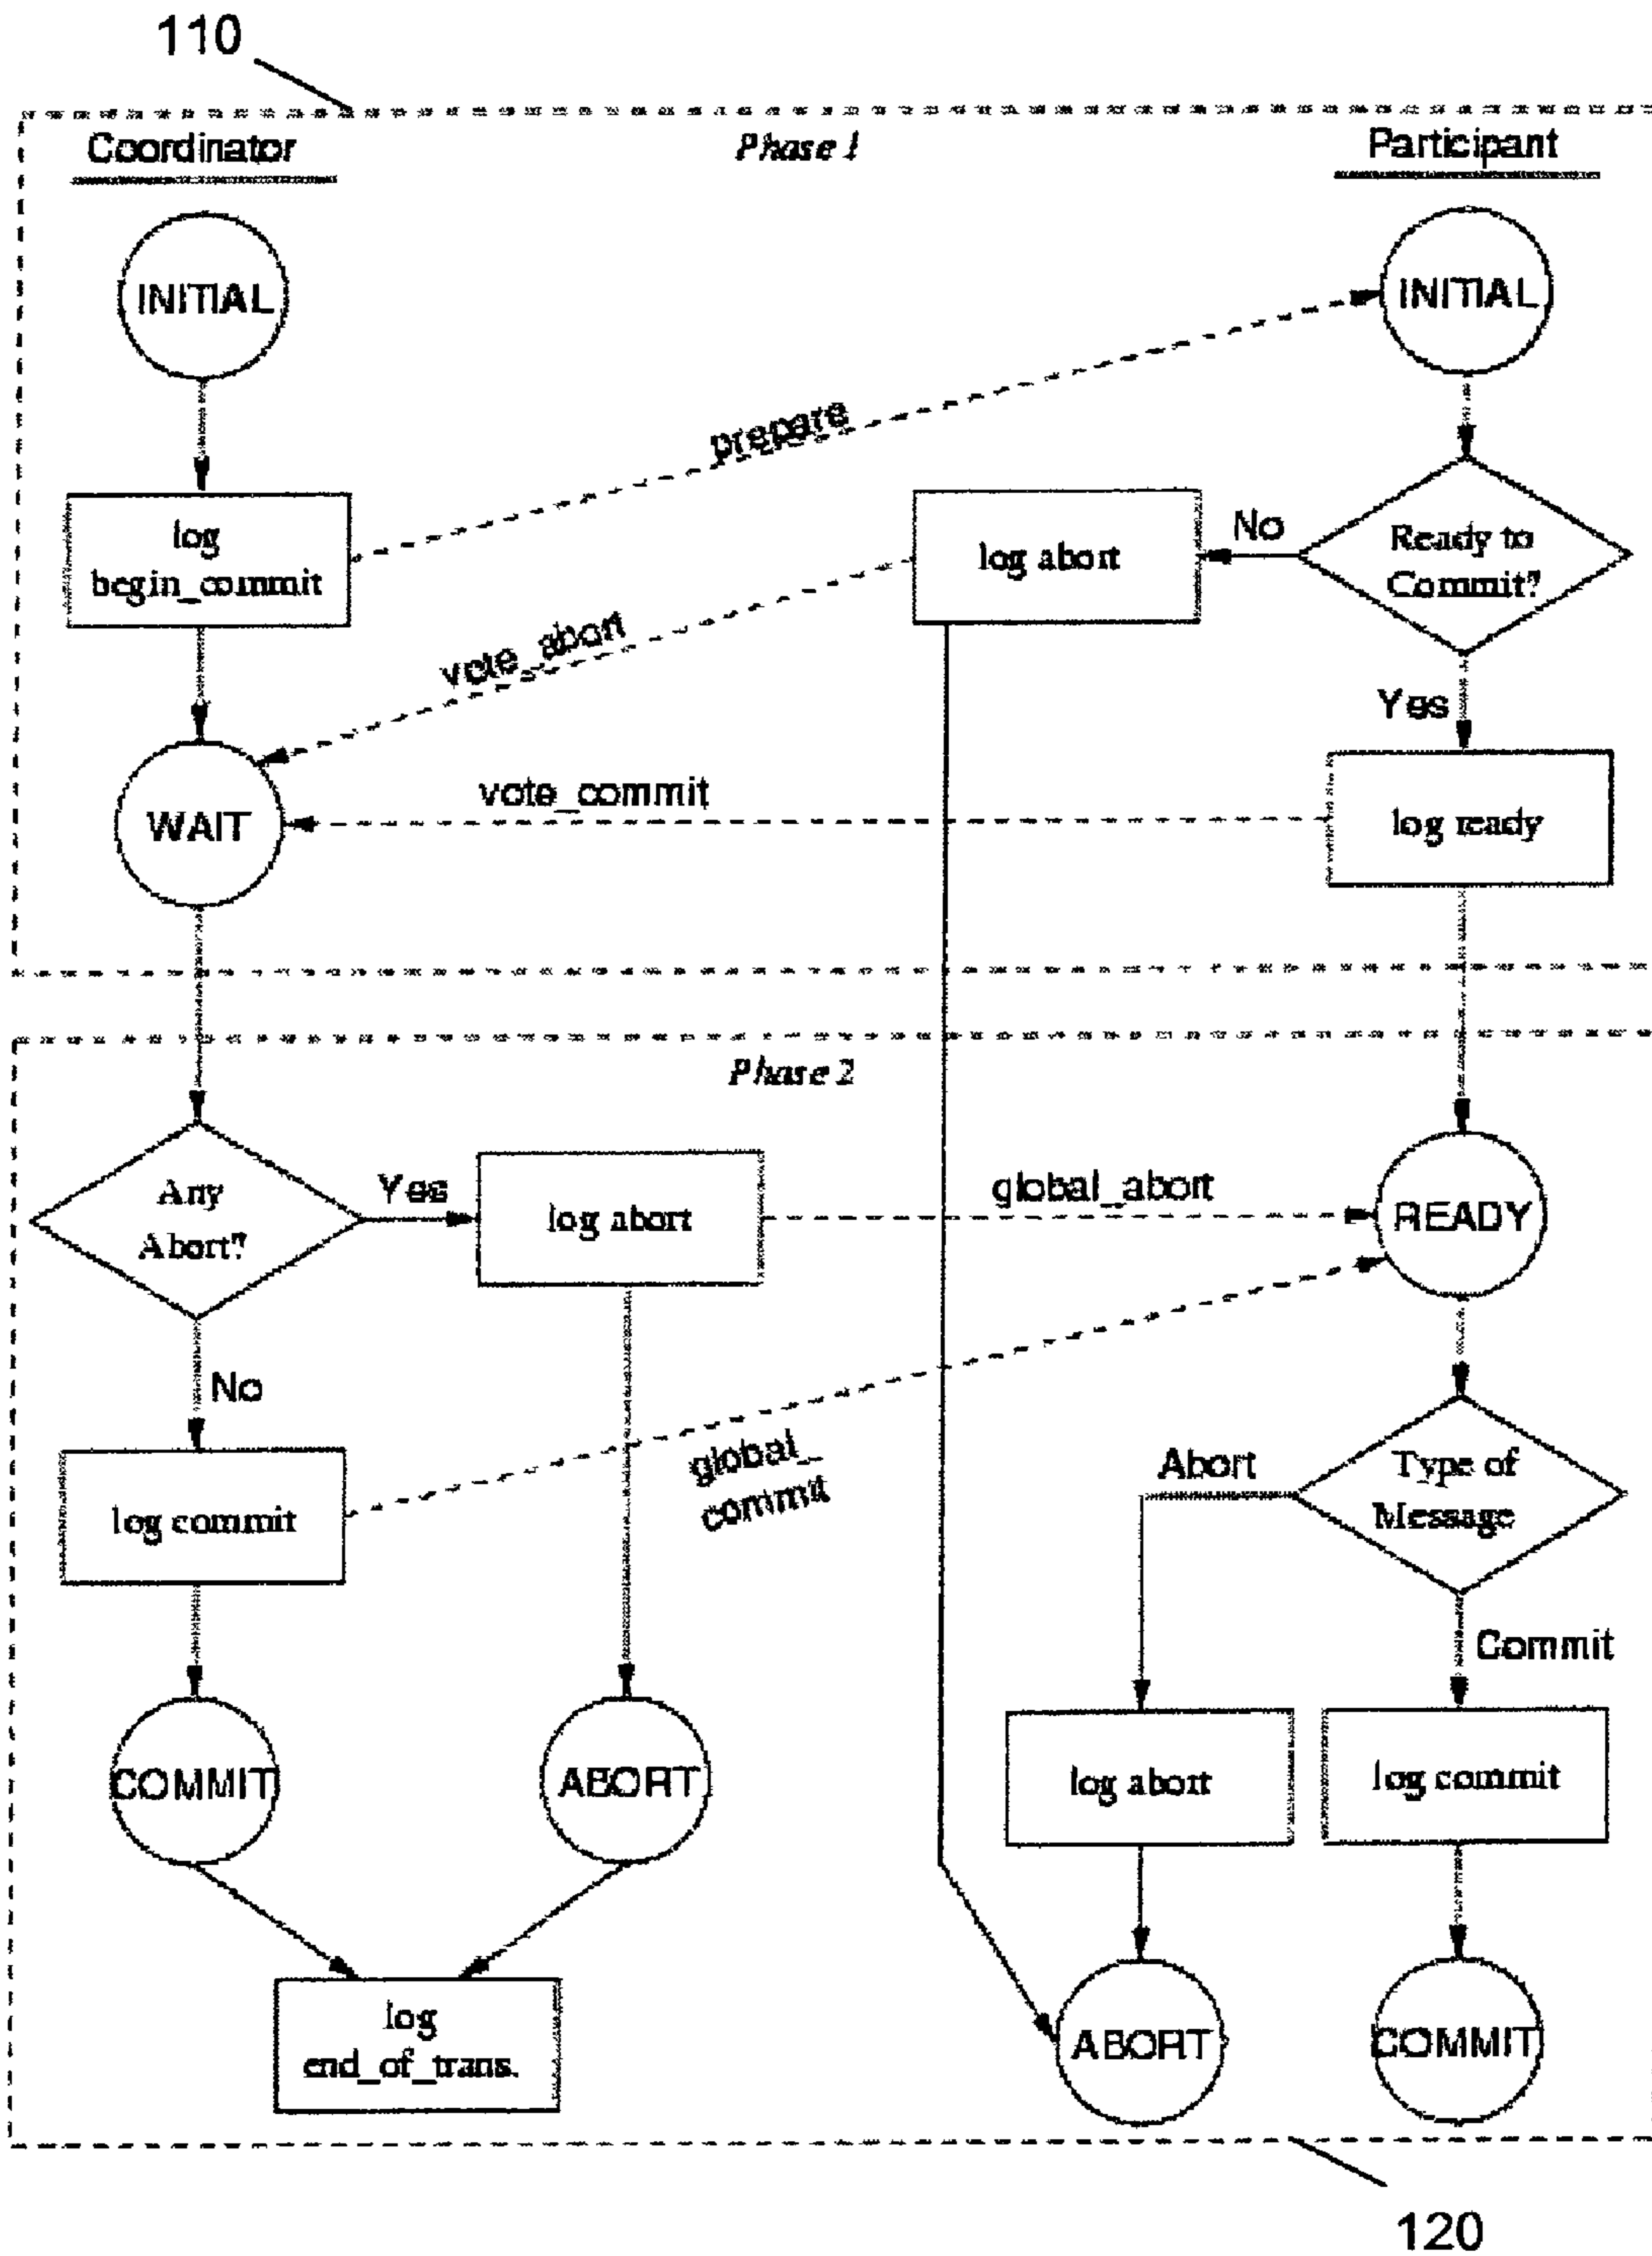 110
Coordinator
Phase 1
Participant
INITIAL
INITIAL
prepare
log
begin_commit
log abort
No
Ready to
Commit?
vote_abort
Yes
WAIT
vote_commit
log ready
Phase 2
Any
Abort?
Yes
log abort
global_abort
READY
No
log commit
global_
commit
Abort
Type of
Message
Commit
COMMIT
ABORT
log abort
log commit
log
end_of_trans.
ABORT
COMMIT
120